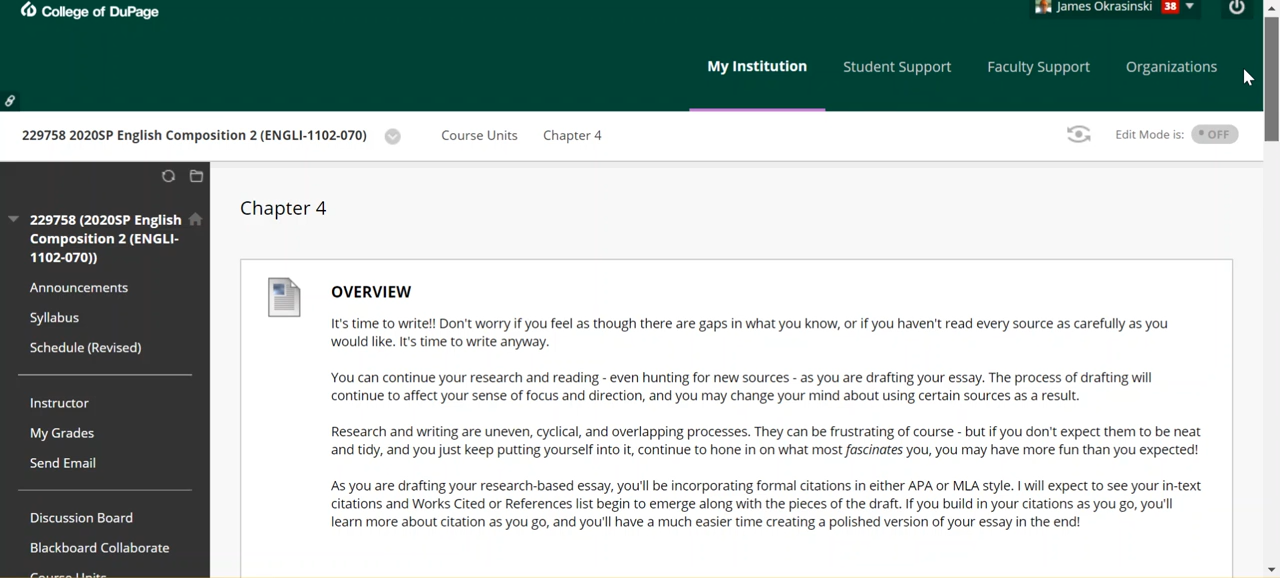 College of DuPage
James Okrasinski 38
My Institution Student Support Faculty Support Organizations
229758 2020SP English Composition 2 (ENGLI-1102-070) Course Units Chapter 4 Edit Mode is: OFF
229758 (2020SP English
Composition 2 (ENGLI-
1102-070))
Announcements
Syllabus
Schedule (Revised)
Instructor
My Grades
Send Email
Discussion Board
Blackboard Collaborate
Course Units
Chapter 4
OVERVIEW
It's time to write!! Don't worry if you feel as though there are gaps in what you know, or if you haven't read every source as carefully as you
would like. It's time to write anyway.
You can continue your research and reading - even hunting for new sources - as you are drafting your essay. The process of drafting will
continue to affect your sense of focus and direction, and you may change your mind about using certain sources as a result.
Research and writing are uneven, cyclical, and overlapping processes. They can be frustrating of course - but if you don't expect them to be neat
and tidy, and you just keep putting yourself into it, continue to hone in on what most fascinates you, you may have more fun than you expected!
As you are drafting your research-based essay, you'll be incorporating formal citations in either APA or MLA style. I will expect to see your in-text
citations and Works Cited or References list begin to emerge along with the pieces of the draft. If you build in your citations as you go, you'll
learn more about citation as you go, and you'll have a much easier time creating a polished version of your essay in the end!